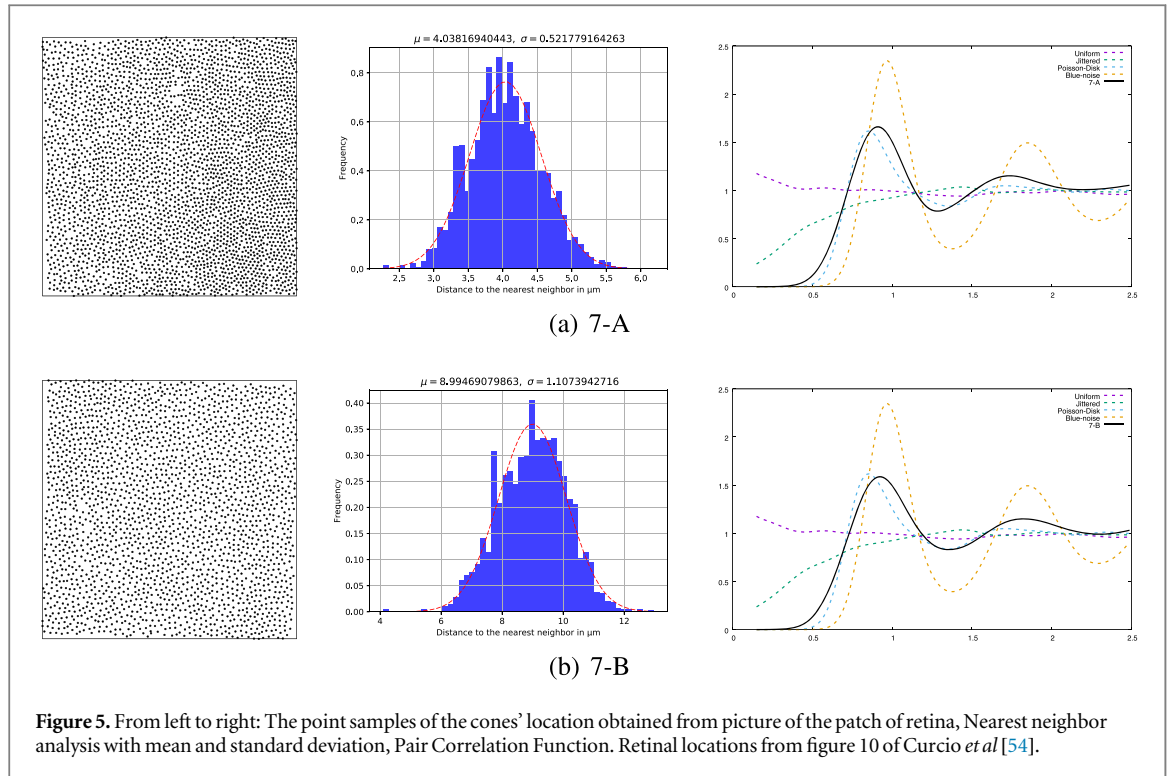 μ = 4.03816940443, σ = 0.521779164263
Frequency
0,8
0,6
0,4
0,2
0,0
2,5 3,0 3,5 4,0 4,5 5,0 5,5 6,0
Distance to the nearest neighbor in μm
2.5
2
1.5
1
0.5
0
0 0.5 1 1.5 2 2.5
Uniform
Jittered
Poisson-Disk
Blue-noise
7-A
(a) 7-A
μ = 8.99469079863, σ = 1.1073942716
Frequency
0,40
0,35
0,30
0,25
0,20
0,15
0,10
0,05
0,00
4 6 8 10 12
Distance to the nearest neighbor in μm
2.5
2
1.5
1
0.5
0
0 0.5 1 1.5 2 2.5
Uniform
Jittered
Poisson-Disk
Blue-noise
7-B
(b) 7-B
Figure 5. From left to right: The point samples of the cones' location obtained from picture of the patch of retina, Nearest neighbor
analysis with mean and standard deviation, Pair Correlation Function. Retinal locations from figure 10 of Curcio et al [54].